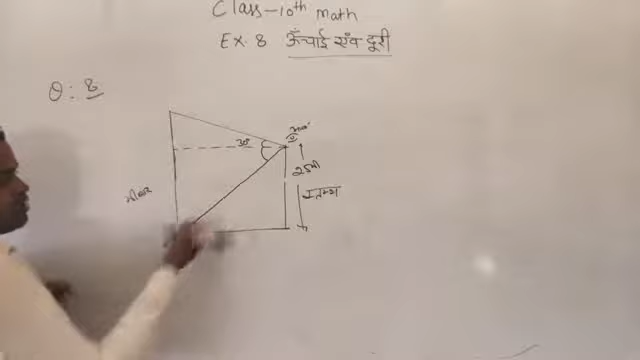 Class-10th math
Ex. 8 ऊँचाई एवं दूरी
Q: 8
30°
25मी
स्तम्भ
मीनार